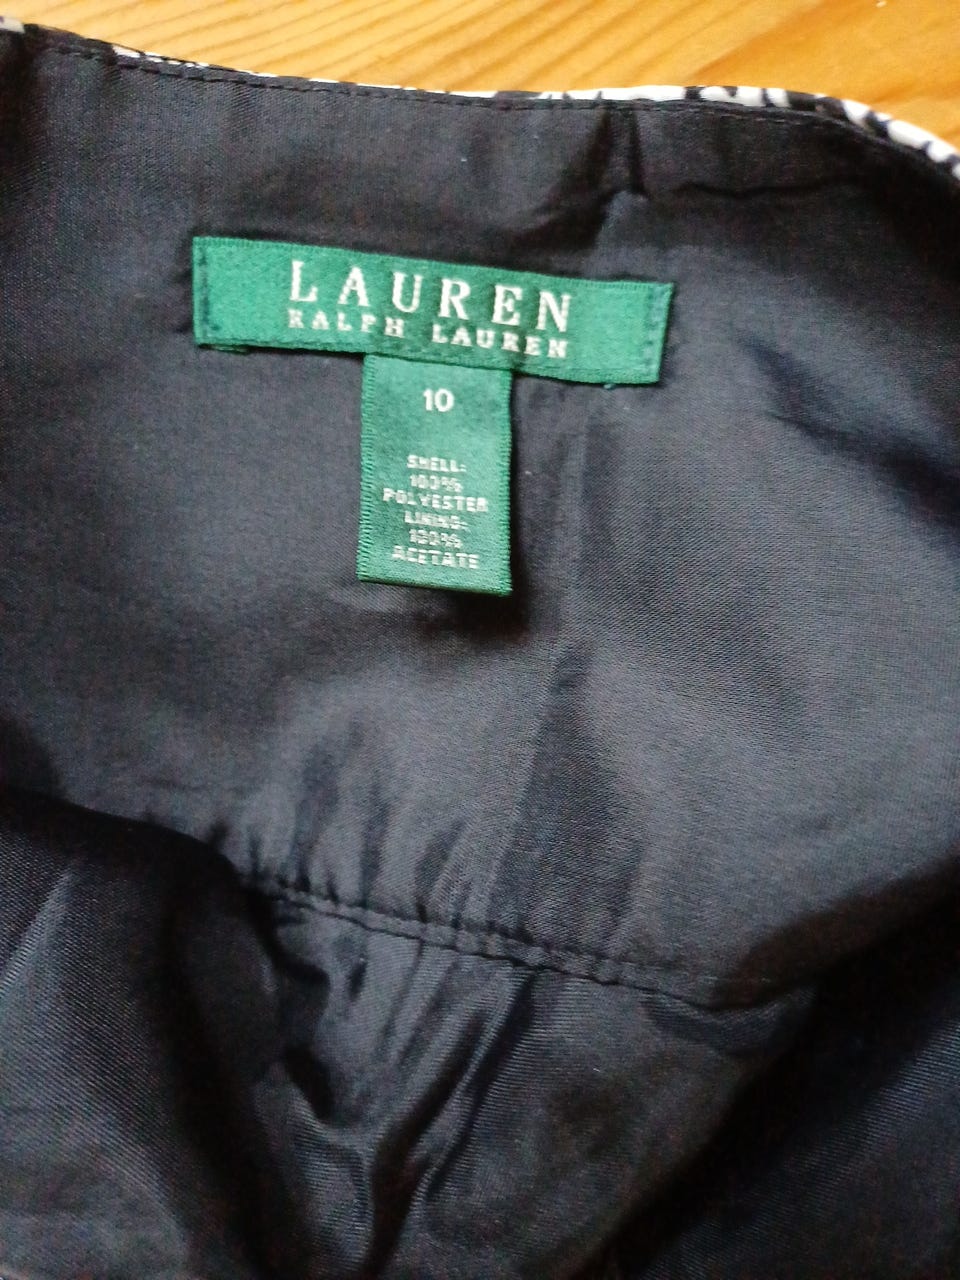 LAUREN
RALPH LAUREN
10
SHELL:
100%
POLYESTER
LINING:
100%
ACETATE